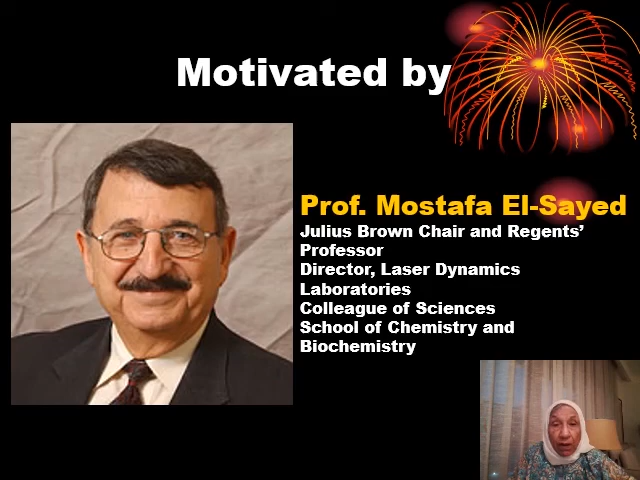 Motivated by
Prof. Mostafa El-Sayed
Julius Brown Chair and Regents’
Professor
Director, Laser Dynamics
Laboratories
Colleague of Sciences
School of Chemistry and
Biochemistry